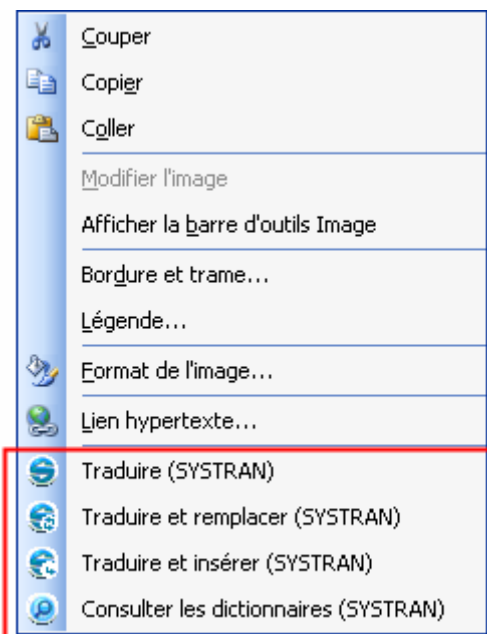 Couper
Copier
Coller
Modifier l'image
Afficher la barre d'outils Image
Bordure et trame...
Légende...
Format de l'image...
Lien hypertexte...
Traduire (SYSTRAN)
Traduire et remplacer (SYSTRAN)
Traduire et insérer (SYSTRAN)
Consulter les dictionnaires (SYSTRAN)